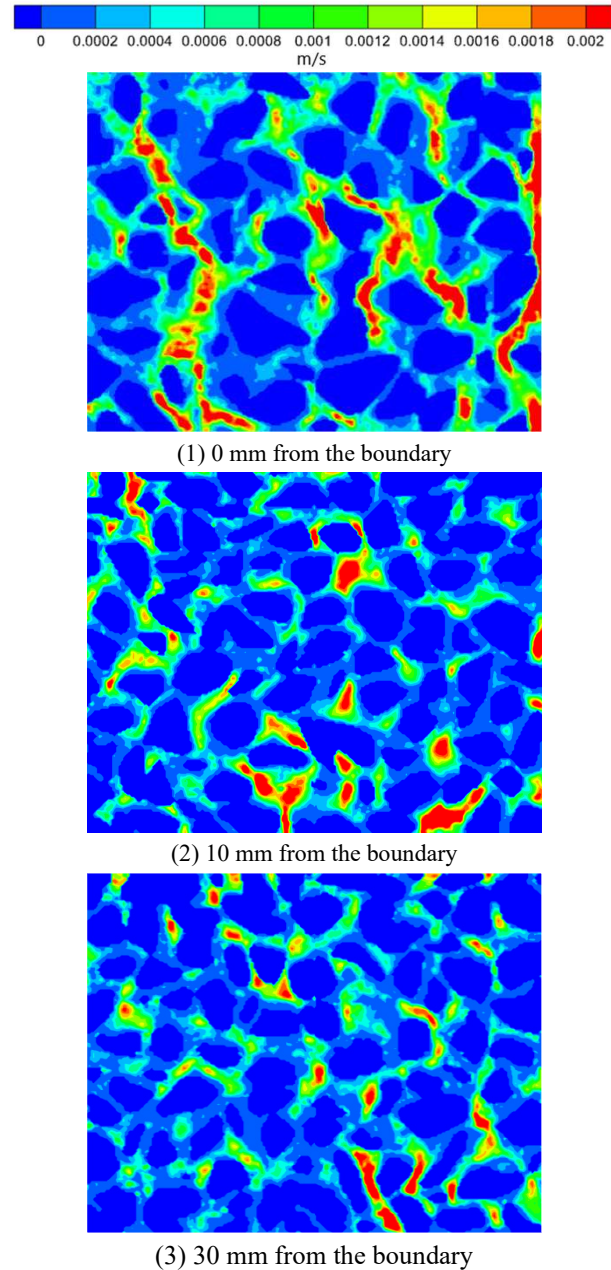 0 0.0002 0.0004 0.0006 0.0008 0.001 0.0012 0.0014 0.0016 0.0018 0.002
m/s
(1) 0 mm from the boundary
(2) 10 mm from the boundary
(3) 30 mm from the boundary